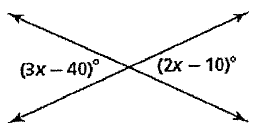 (3x – 40)° (2x – 10)°